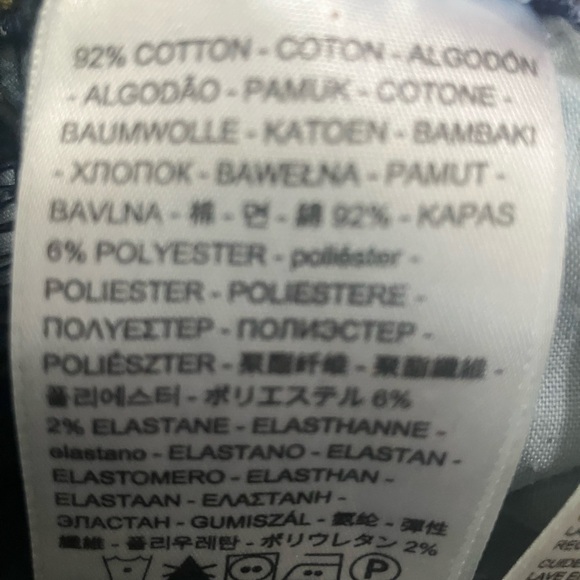 92% COTTON - COTON - ALGODÓN
- ALGODÃO - PAMUK - COTONE -
BAUMWOLLE - KATOEN - BAMBAKI
- ХЛОПОК - BAWEŁNA - PAMUT -
BAVLNA - 棉 - 면 - 綿 92% - KAPAS
6% POLYESTER - poliéster -
POLIESTER - POLIESTERE -
ΠΟΛΥΕΣΤΕΡ - ПОЛИЭСТЕР -
POLIÉSZTER - 聚酯纤维 - 聚酯纖維 -
폴리에스터 - ポリエステル 6%
2% ELASTANE - ELASTHANNE -
elastano - ELASTANO - ELASTAN -
ELASTOMERO - ELASTHAN -
ELASTAAN - ΕΛΑΣΤΑΝΗ -
ЭЛАСТАН - GUMISZÁL - 氨纶 - 彈性
纖維 - 폴리우레탄 - ポリウレタン 2%